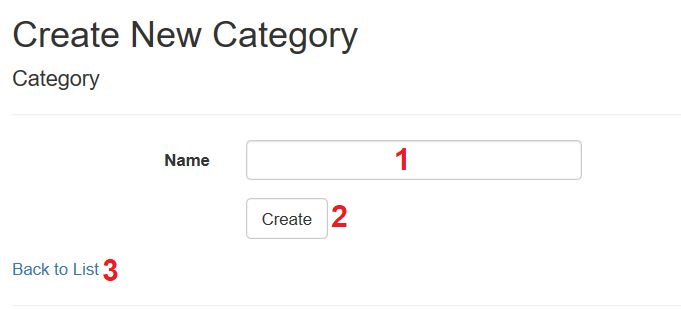 Create New Category
Category
Name 1
Create 2
Back to List 3